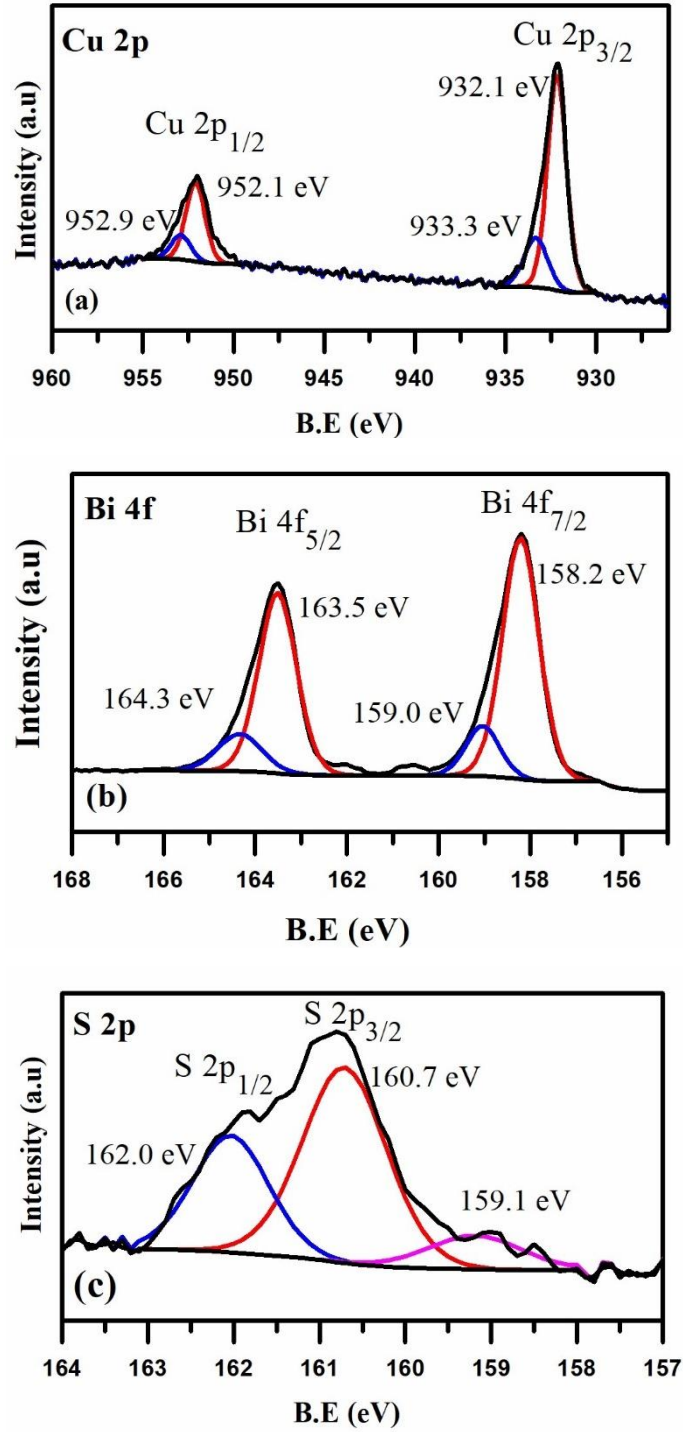 Cu 2p
Cu 2p3/2
932.1 eV
Cu 2p1/2
952.1 eV
952.9 eV
933.3 eV
Intensity (a.u)
(a)
960 955 950 945 940 935 930
B.E (eV)
Bi 4f
Bi 4f5/2
Bi 4f7/2
163.5 eV
158.2 eV
164.3 eV
159.0 eV
Intensity (a.u)
(b)
168 166 164 162 160 158 156
B.E (eV)
S 2p
S 2p3/2
S 2p1/2
160.7 eV
162.0 eV
159.1 eV
Intensity (a.u)
(c)
164 163 162 161 160 159 158 157
B.E (eV)